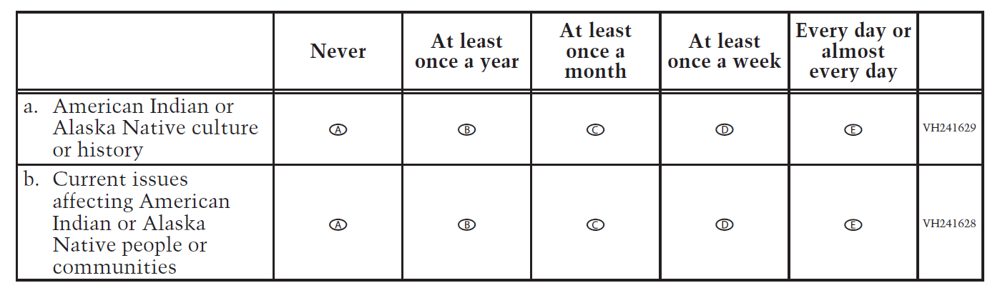 Never
At least
once a year
At least
once a
month
At least
once a week
Every day or
almost
every day
a. American Indian or
Alaska Native culture
or history
A B C D E VH241629
b. Current issues
affecting American
Indian or Alaska
Native people or
communities
A B C D E VH241628